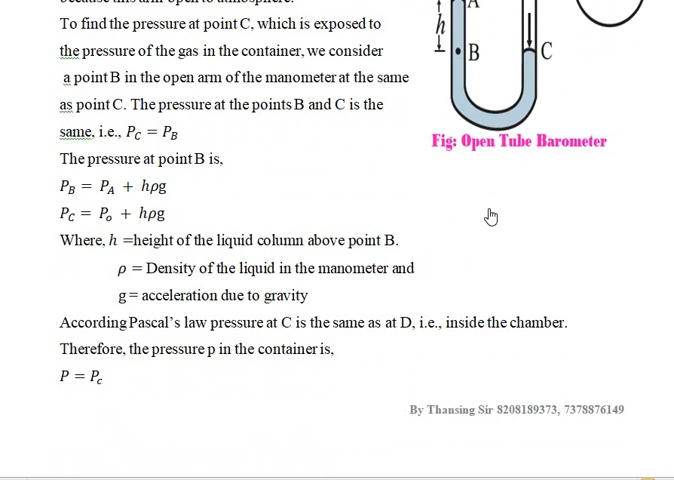 To find the pressure at point C, which is exposed to
the pressure of the gas in the container, we consider
a point B in the open arm of the manometer at the same
as point C. The pressure at the points B and C is the
same, i.e., P_C = P_B
The pressure at point B is,
P_B = P_A + hρg
P_C = P_o + hρg
Where, h =height of the liquid column above point B.
ρ = Density of the liquid in the manometer and
g = acceleration due to gravity
According Pascal's law pressure at C is the same as at D, i.e., inside the chamber.
Therefore, the pressure p in the container is,
P = P_c
A
h
B
C
Fig: Open Tube Barometer
By Thansing Sir 8208189373, 7378876149